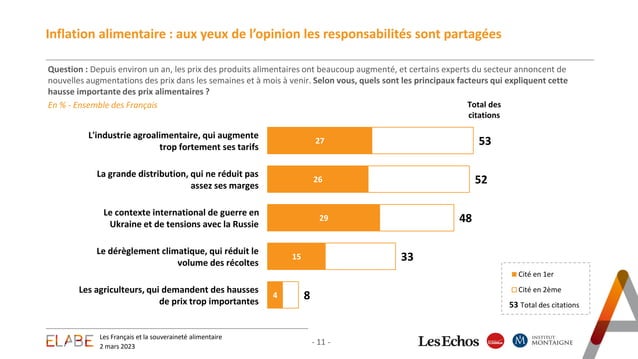 Inflation alimentaire : aux yeux de l’opinion les responsabilités sont partagées
Question : Depuis environ un an, les prix des produits alimentaires ont beaucoup augmenté, et certains experts du secteur annoncent de
nouvelles augmentations des prix dans les semaines et à mois à venir. Selon vous, quels sont les principaux facteurs qui expliquent cette
hausse importante des prix alimentaires ?
En % - Ensemble des Français
Total des
citations
L’industrie agroalimentaire, qui augmente
trop fortement ses tarifs
27
53
La grande distribution, qui ne réduit pas
assez ses marges
26
52
Le contexte international de guerre en
Ukraine et de tensions avec la Russie
29
48
Le dérèglement climatique, qui réduit le
volume des récoltes
15
33
Les agriculteurs, qui demandent des hausses
de prix trop importantes
4
8
Cité en 1er
Cité en 2ème
53 Total des citations
ELABE
Les Français et la souveraineté alimentaire
2 mars 2023
- 11 -
Les Echos
INSTITUT
MONTAIGNE